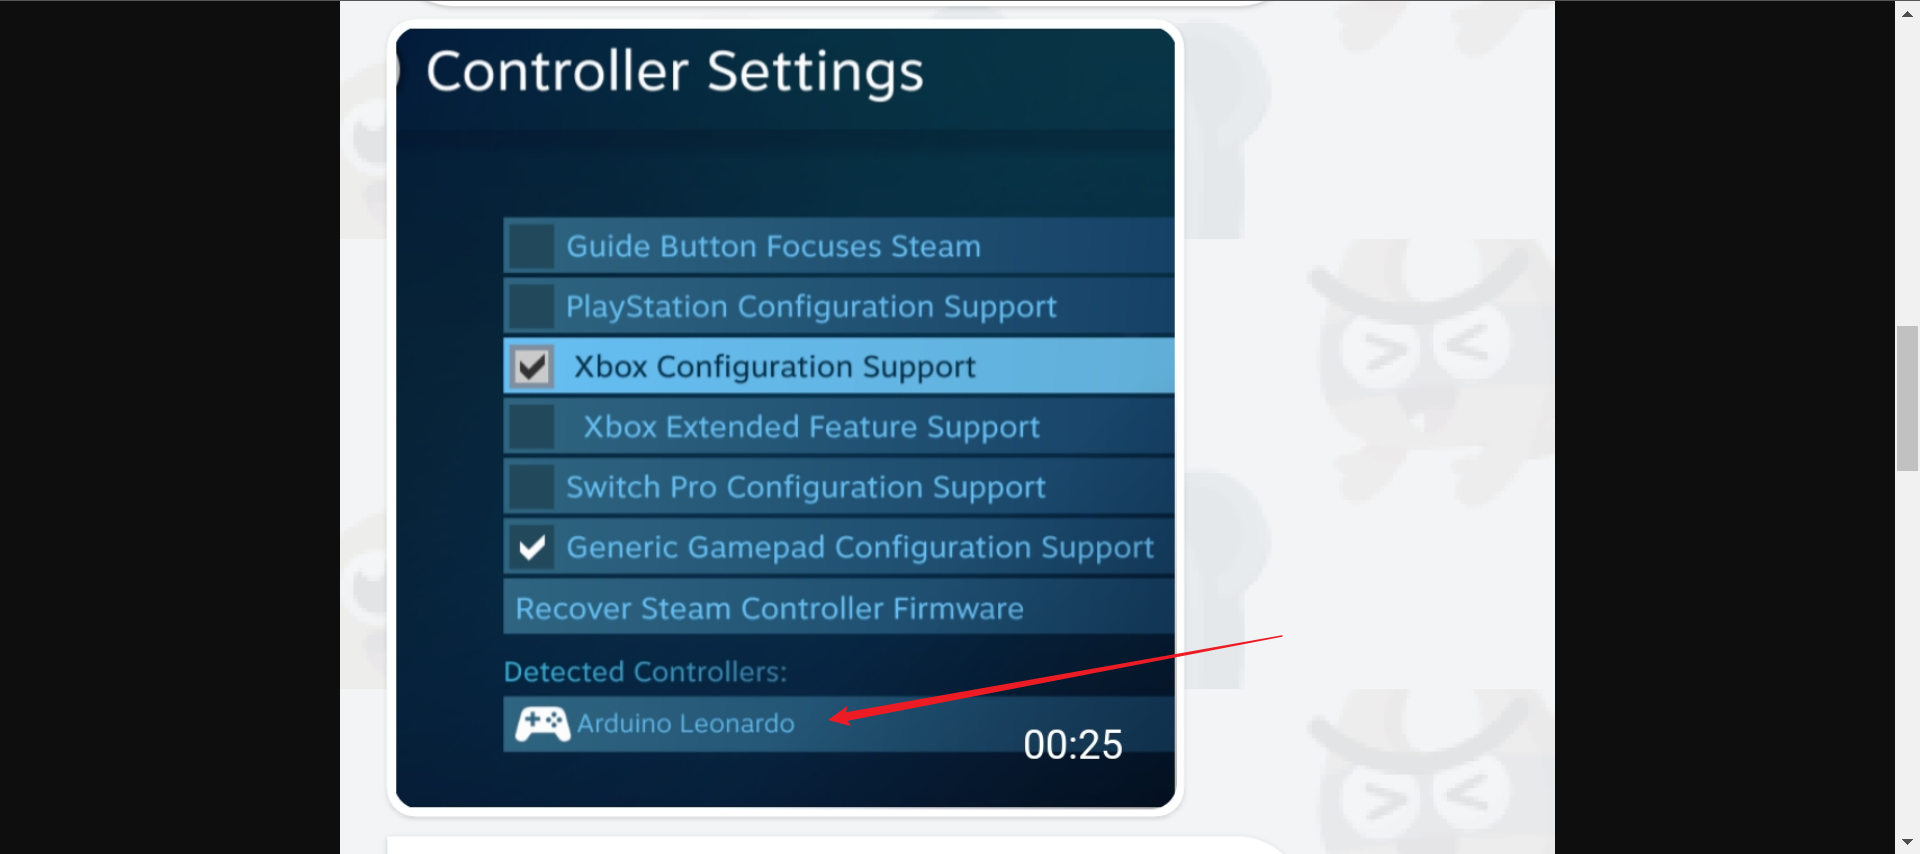 Controller Settings
Guide Button Focuses Steam
PlayStation Configuration Support
Xbox Configuration Support
Xbox Extended Feature Support
Switch Pro Configuration Support
Generic Gamepad Configuration Support
Recover Steam Controller Firmware
Detected Controllers:
Arduino Leonardo
00:25